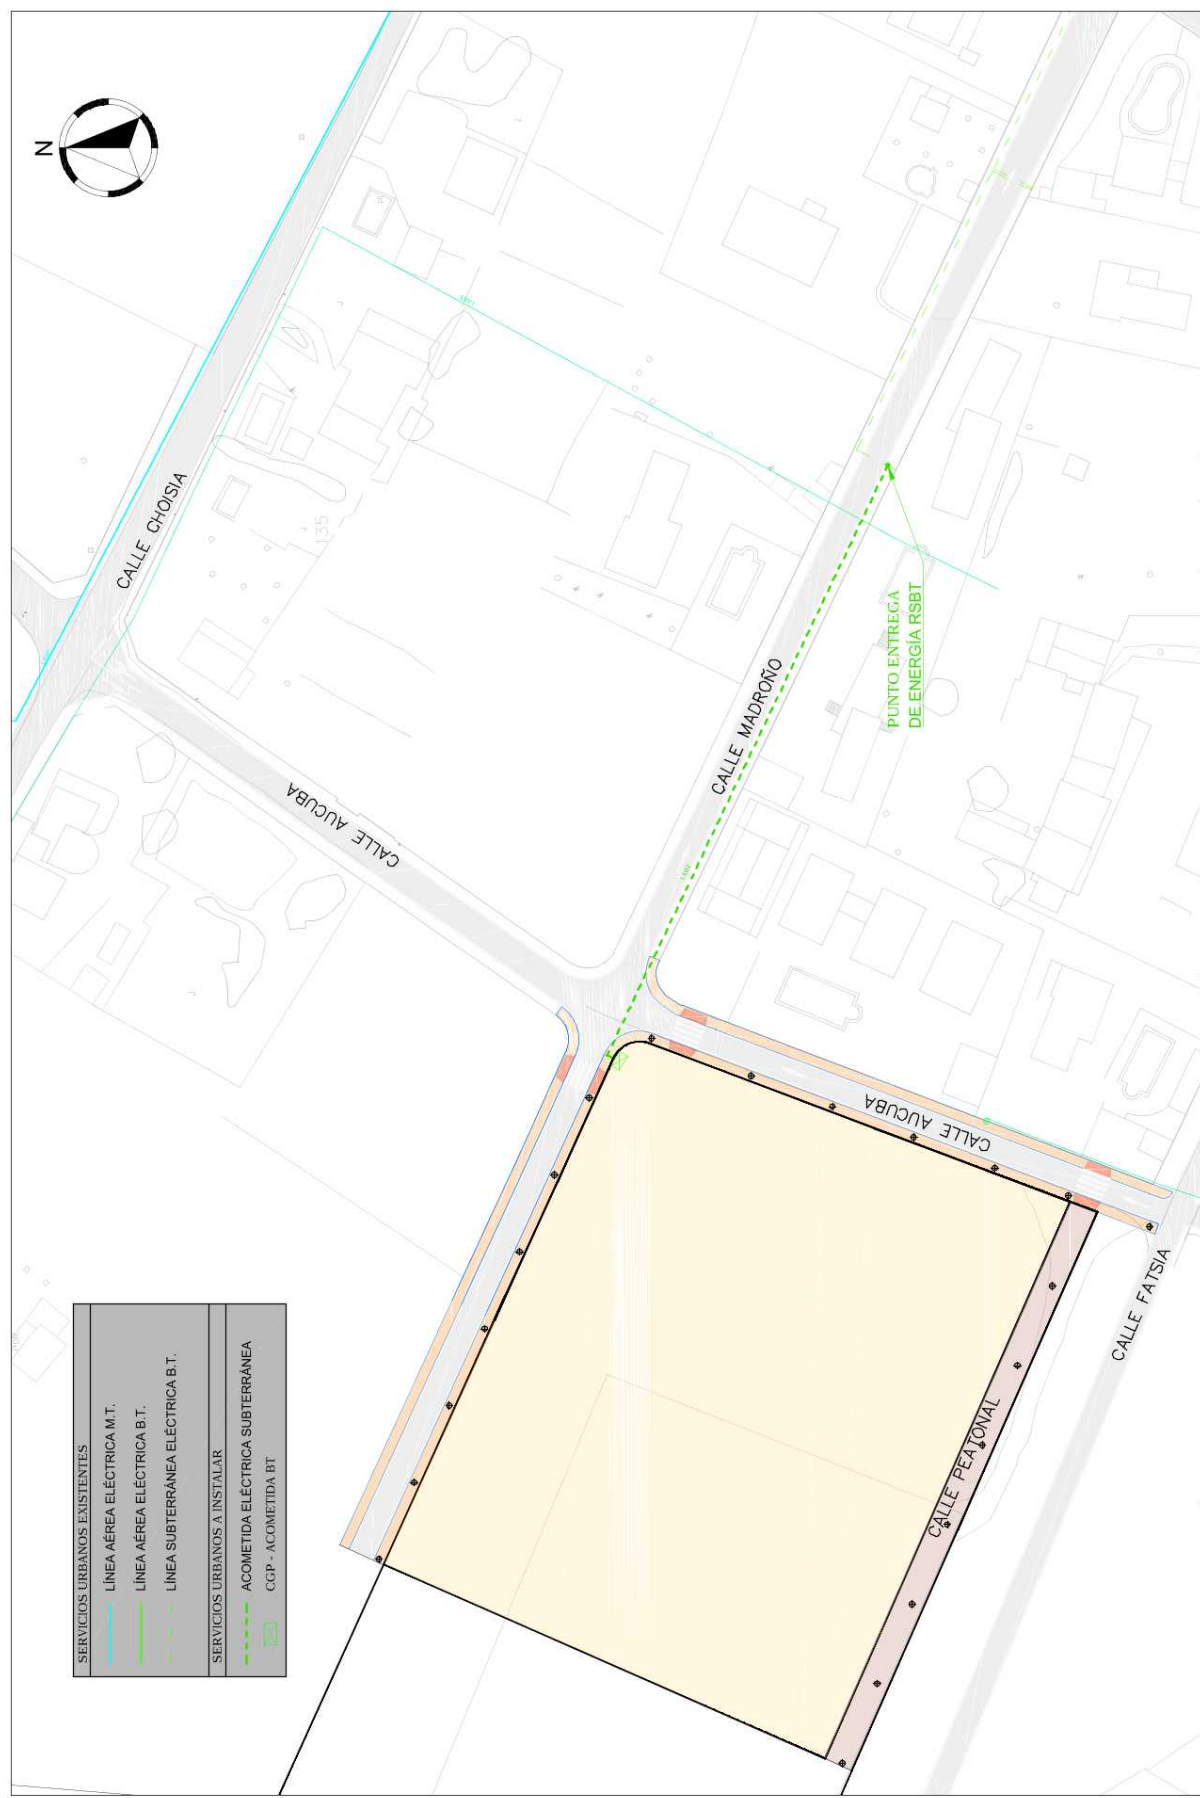 N
CALLE CHOISIA
CALLE AUCUBA
135
CALLE MADROÑO
PUNTO ENTREGA
DE ENERGÍA RSBT
CALLE AUCUBA
CALLE FATSIA
CALLE PEATONAL
SERVICIOS URBANOS EXISTENTES
LÍNEA AÉREA ELÉCTRICA M.T.
LÍNEA AÉREA ELÉCTRICA B.T.
LÍNEA SUBTERRÁNEA ELÉCTRICA B.T.
SERVICIOS URBANOS A INSTALAR
ACOMETIDA ELÉCTRICA SUBTERRÁNEA
CGP - ACOMETIDA BT